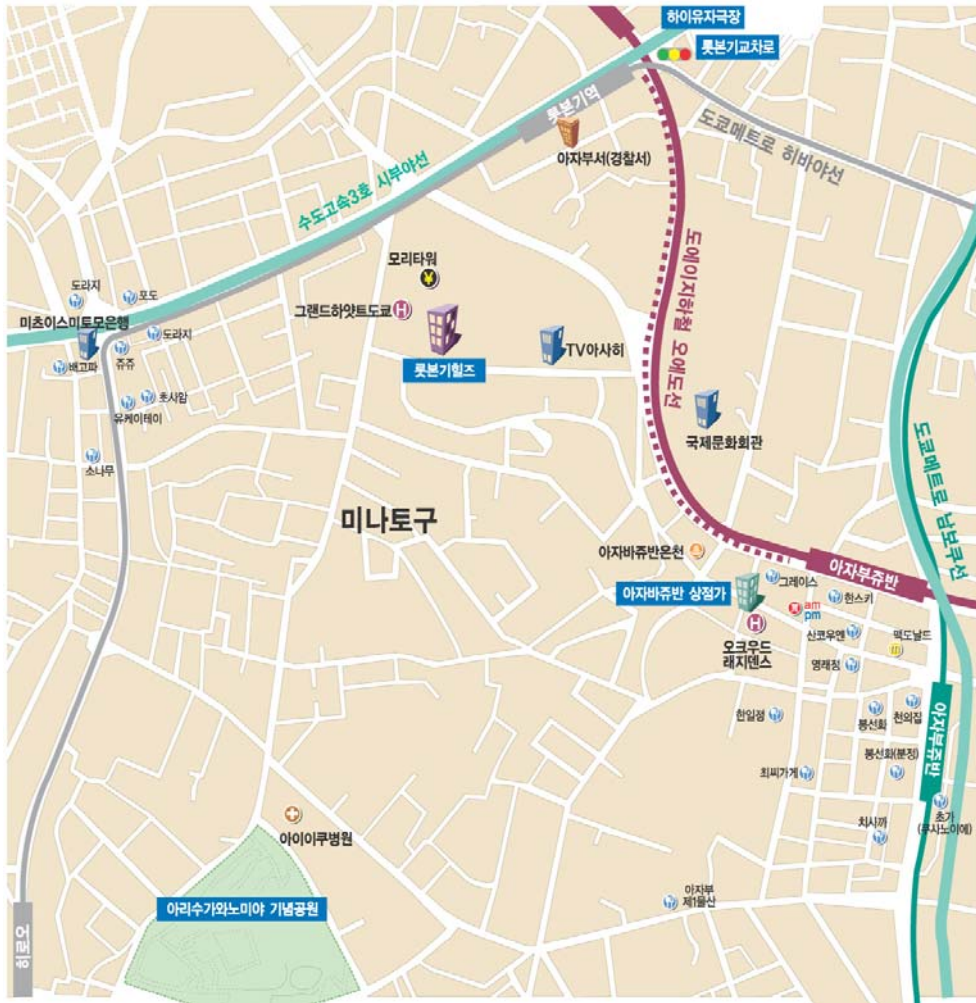 하이유자극장
롯본기교차로
롯본기역
도쿄메트로 히바야선
아자부서(경찰서)
수도고속3호 시부야선
모리타워
그랜드하얏트도쿄
H
롯본기힐즈
TV아사히
도에이지하철 오에도선
국제문화회관
도라지
포도
미츠이스미토모은행
도라지
배고파
쥬쥬
초사암
유케이테이
소나무
도쿄메트로 남보쿠선
미나토구
아자바쥬반온천
아자부쥬반
아자바쥬반 상점가
그레이스
한스키
am
pm
H
오크우드
래지덴스
산코우엔
맥도날드
명래정
한일점
봉선화
천의집
아자부쥬반
봉선화(분점)
최씨가게
치시까
초가
(쿠사노이에)
아이이쿠병원
아자부
제1울산
아리수가와노미야 기념공원
히로오